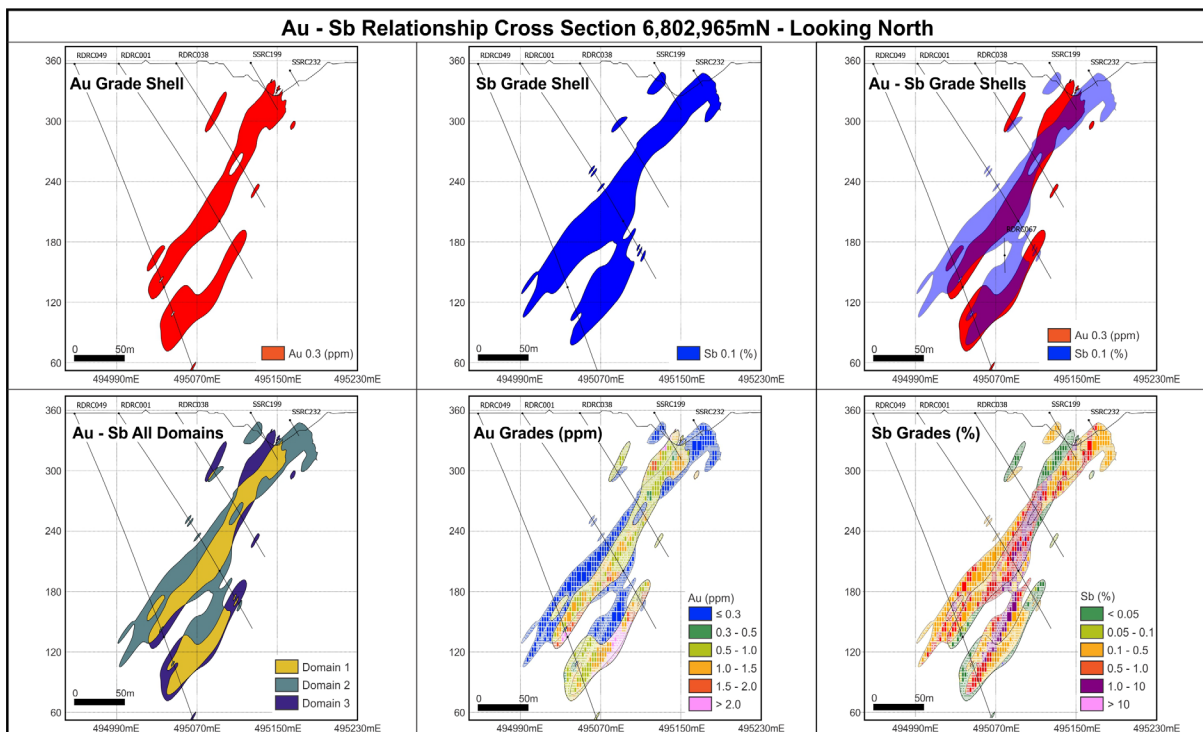 Au - Sb Relationship Cross Section 6,802,965mN - Looking North
RDRC049 RDRC001 RDRC038 SSRC199 SSRC232
Au Grade Shell
360
300
240
180
120
60
0 50m
Au 0.3 (ppm)
494990mE 495070mE 495150mE 495230mE
RDRC049 RDRC001 RDRC038 SSRC199 SSRC232
Sb Grade Shell
360
300
240
180
120
60
0 50m
Sb 0.1 (%)
494990mE 495070mE 495150mE 495230mE
RDRC049 RDRC001 RDRC038 SSRC199 SSRC232
Au - Sb Grade Shells
360
300
240
180
120
60
RDRC067
0 50m
Au 0.3 (ppm)
Sb 0.1 (%)
494990mE 495070mE 495150mE 495230mE
RDRC049 RDRC001 RDRC038 SSRC199 SSRC232
Au - Sb All Domains
360
300
240
180
120
60
0 50m
Domain 1
Domain 2
Domain 3
494990mE 495070mE 495150mE 495230mE
RDRC049 RDRC001 RDRC038 SSRC199 SSRC232
Au Grades (ppm)
360
300
240
180
120
60
0 50m
Au (ppm)
≤ 0.3
0.3 - 0.5
0.5 - 1.0
1.0 - 1.5
1.5 - 2.0
> 2.0
494990mE 495070mE 495150mE 495230mE
RDRC049 RDRC001 RDRC038 SSRC199 SSRC232
Sb Grades (%)
360
300
240
180
120
60
0 50m
Sb (%)
< 0.05
0.05 - 0.1
0.1 - 0.5
0.5 - 1.0
1.0 - 10
> 10
494990mE 495070mE 495150mE 495230mE